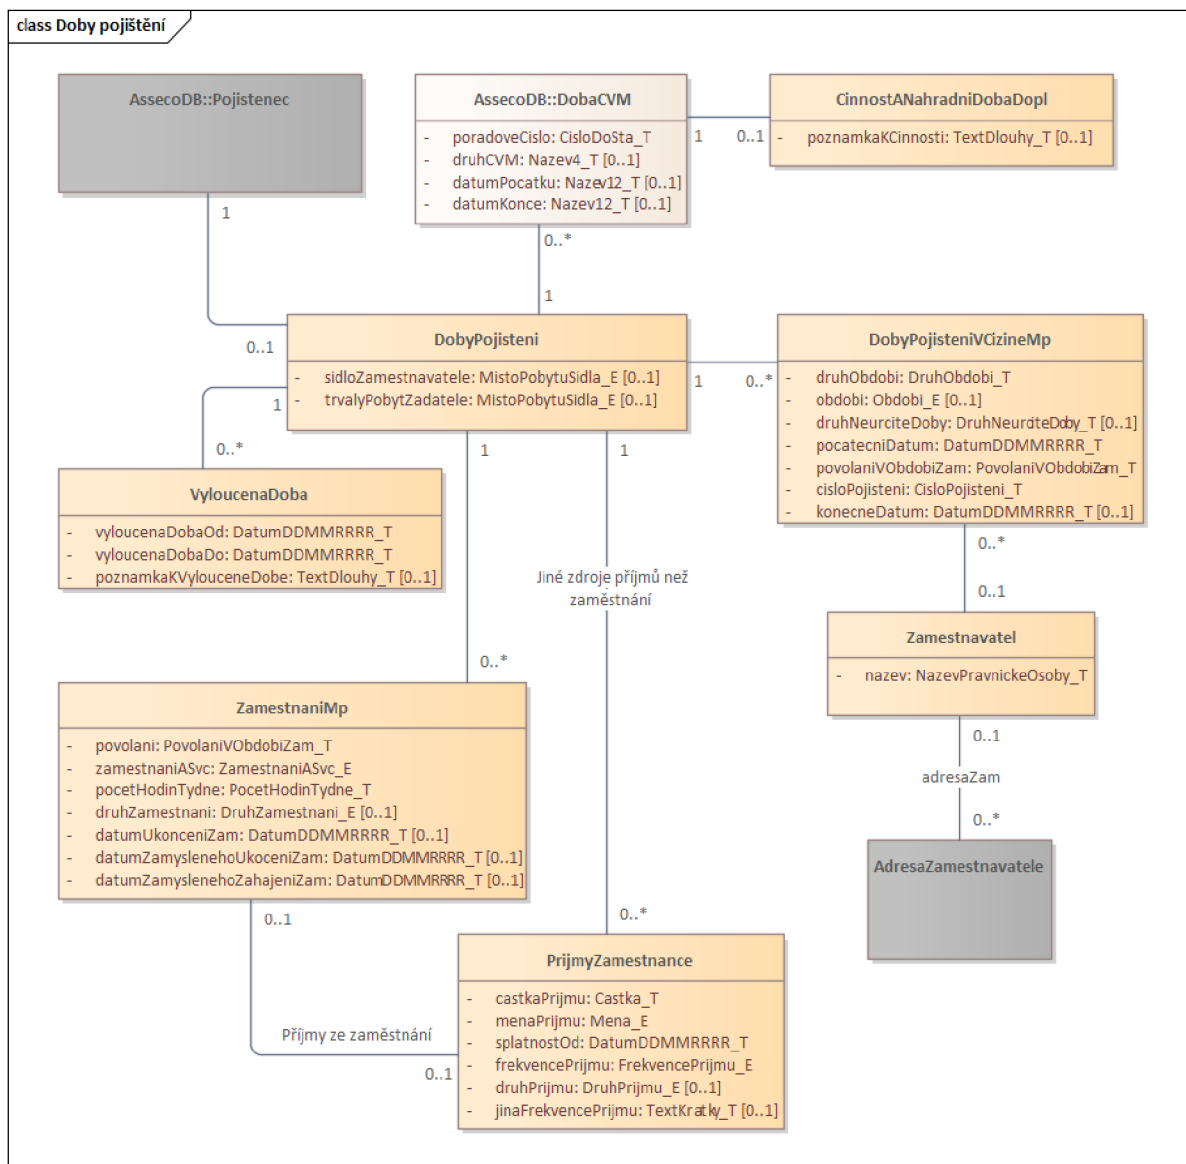 class Doby pojištění
AssecoDB::Pojistenec
AssecoDB::DobaCVM
- poradoveCislo: CisloDoSta_T
- druhCVM: Nazev4_T [0..1]
- datumPocatku: Nazev12_T [0..1]
- datumKonce: Nazev12_T [0..1]
CinnostANahradniDobaDopl
- poznamkaKCinnosti: TextDlouhy_T [0..1]
1
0..1
1
0..*
1
0..1
DobyPojisteni
- sidloZamestnavatele: MistoPobytuSidla_E [0..1]
- trvalyPobytZadatele: MistoPobytuSidla_E [0..1]
DobyPojisteniVCizineMp
- druhObdobi: DruhObdobi_T
- obdobi: Obdobi_E [0..1]
- druhNeurciteDoby: DruhNeurciteDoby_T [0..1]
- pocatecniDatum: DatumDDMMRRRR_T
- povolaniVObdobiZam: PovolaniVObdobiZam_T
- cisloPojisteni: CisloPojisteni_T
- konecneDatum: DatumDDMMRRRR_T [0..1]
1
0..*
1
0..*
1
1
VyloucenaDoba
- vyloucenaDobaOd: DatumDDMMRRRR_T
- vyloucenaDobaDo: DatumDDMMRRRR_T
- poznamkaKVylouceneDobe: TextDlouhy_T [0..1]
0..*
0..1
Jiné zdroje příjmů než
zaměstnání
Zamestnavatel
- nazev: NazevPravnickeOsoby_T
0..*
ZamestnaniMp
- povolani: PovolaniVObdobiZam_T
- zamestnaniASvc: ZamestnaniASvc_E
- pocetHodinTydne: PocetHodinTydne_T
- druhZamestnani: DruhZamestnani_E [0..1]
- datumUkonceniZam: DatumDDMMRRRR_T [0..1]
- datumZamyslenehoUkoceniZam: DatumDDMMRRRR_T [0..1]
- datumZamyslenehoZahajeniZam: DatumDDMMRRRR_T [0..1]
0..1
adresaZam
0..*
AdresaZamestnavatele
0..1
0..*
PrijmyZamestnance
- castkaPrijmu: Castka_T
- menaPrijmu: Mena_E
- splatnostOd: DatumDDMMRRRR_T
- frekvencePrijmu: FrekvencePrijmu_E
- druhPrijmu: DruhPrijmu_E [0..1]
- jinaFrekvencePrijmu: TextKratky_T [0..1]
Příjmy ze zaměstnání
0..1